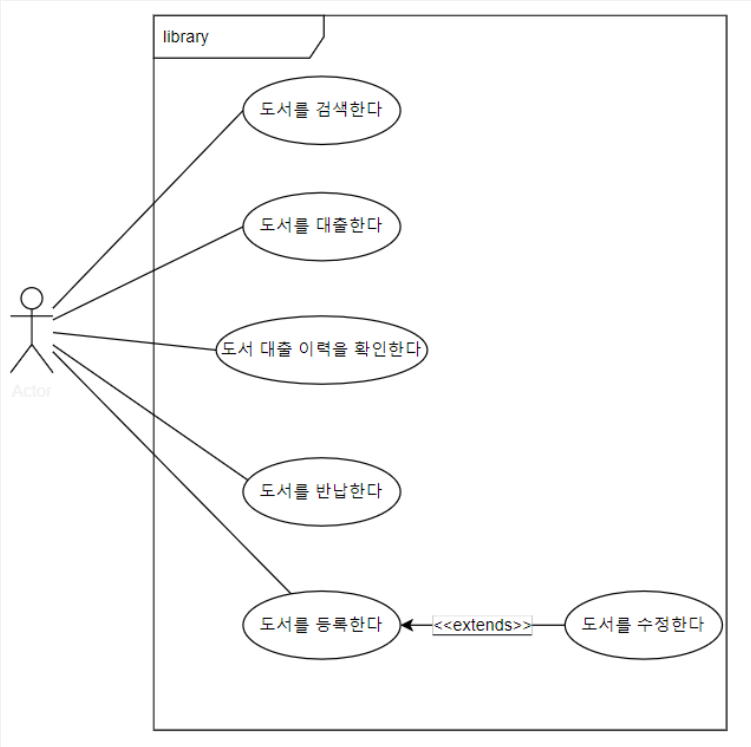 library
도서를 검색한다
도서를 대출한다
도서 대출 이력을 확인한다
Actor
도서를 반납한다
도서를 등록한다
<<extends>>
도서를 수정한다